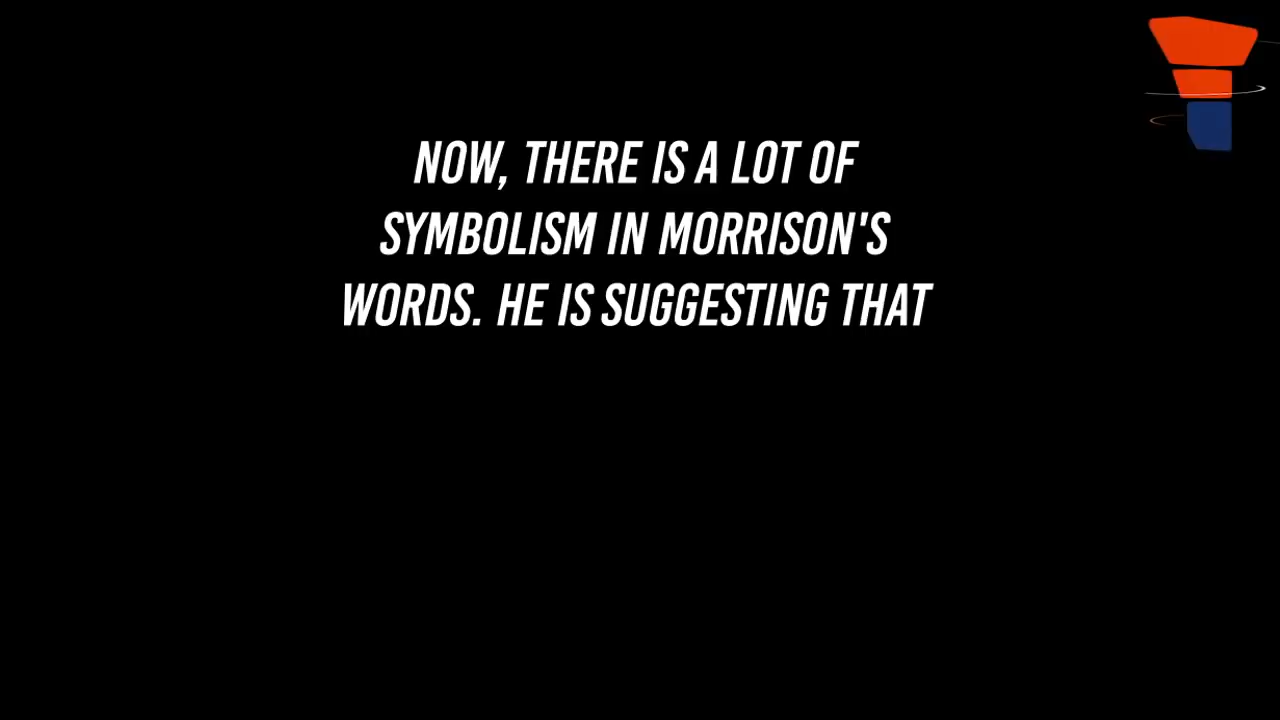 NOW, THERE IS A LOT OF
SYMBOLISM IN MORRISON'S
WORDS. HE IS SUGGESTING THAT